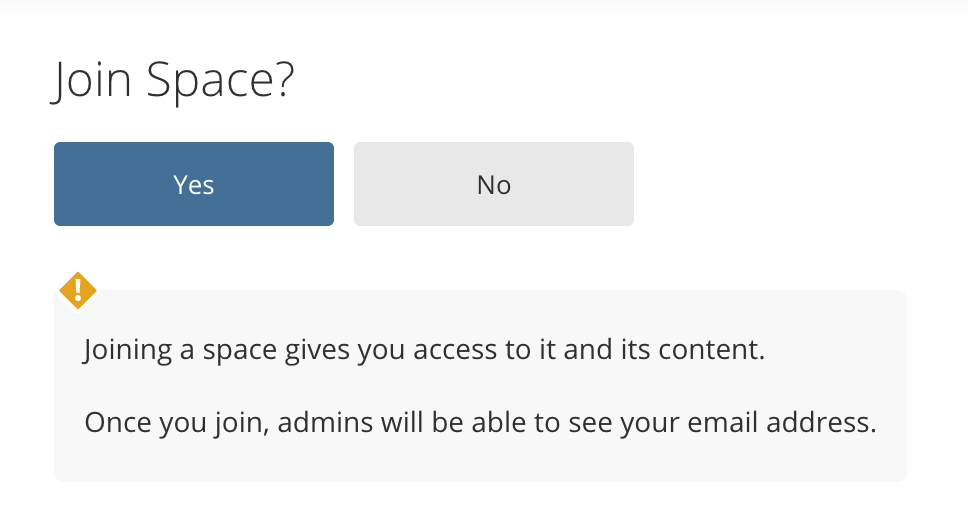 Join Space?
Yes
No
Joining a space gives you access to it and its content.
Once you join, admins will be able to see your email address.